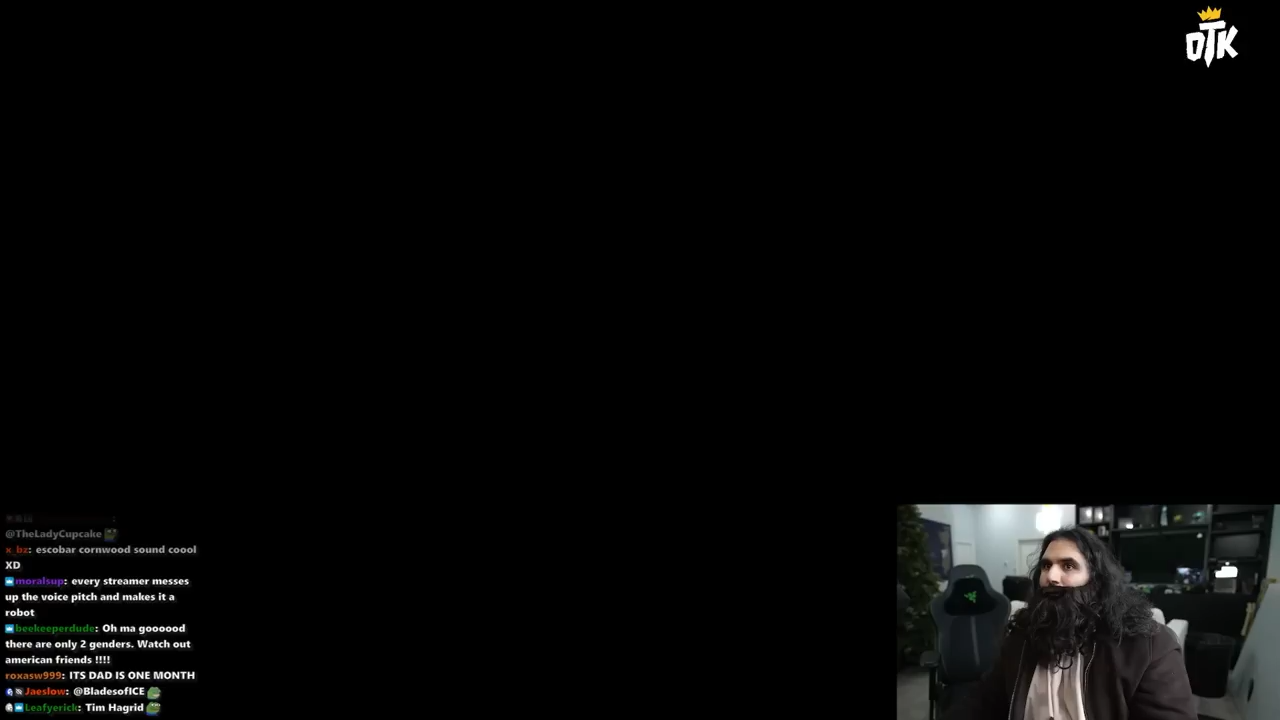 OTK
@TheLadyCupcake
x_bz: escobar cornwood sound coool
XD
moralsup: every streamer messes
up the voice pitch and makes it a
robot
beekeeperdude: Oh ma goooood
there are only 2 genders. Watch out
american friends !!!!
roxasw999: ITS DAD IS ONE MONTH
Jaeslow: @BladesofICE
Leafyerick: Tim Hagrid